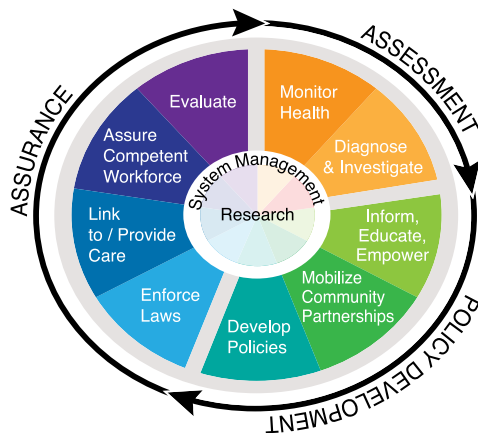 ASSESSMENT
Monitor
Health
Diagnose
& Investigate
POLICY DEVELOPMENT
Inform,
Educate,
Empower
Mobilize
Community
Partnerships
Develop
Policies
ASSURANCE
Enforce
Laws
Link
to / Provide
Care
Assure
Competent
Workforce
Evaluate
System Management
Research